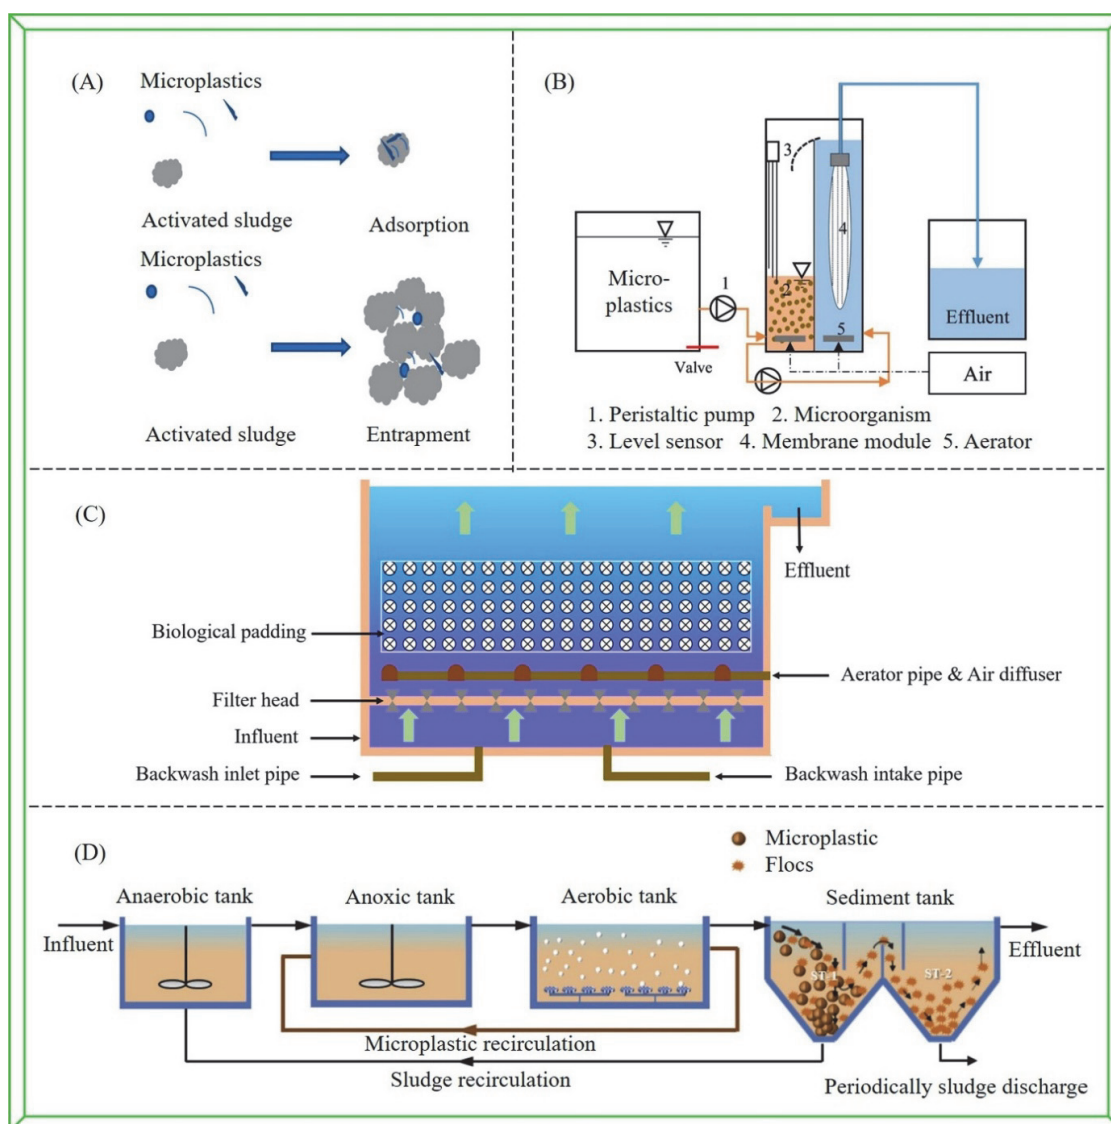 (A)
Microplastics
Activated sludge
Adsorption
Microplastics
Activated sludge
Entrapment
(B)
3
4
Micro-
plastics
1
2
5
Effluent
Valve
Air
1. Peristaltic pump 2. Microorganism
3. Level sensor 4. Membrane module 5. Aerator
(C)
Effluent
Biological padding
Aerator pipe & Air diffuser
Filter head
Influent
Backwash inlet pipe
Backwash intake pipe
(D)
Microplastic
Flocs
Anaerobic tank
Anoxic tank
Aerobic tank
Sediment tank
Influent
Effluent
ST-1
ST-2
Microplastic recirculation
Sludge recirculation
Periodically sludge discharge